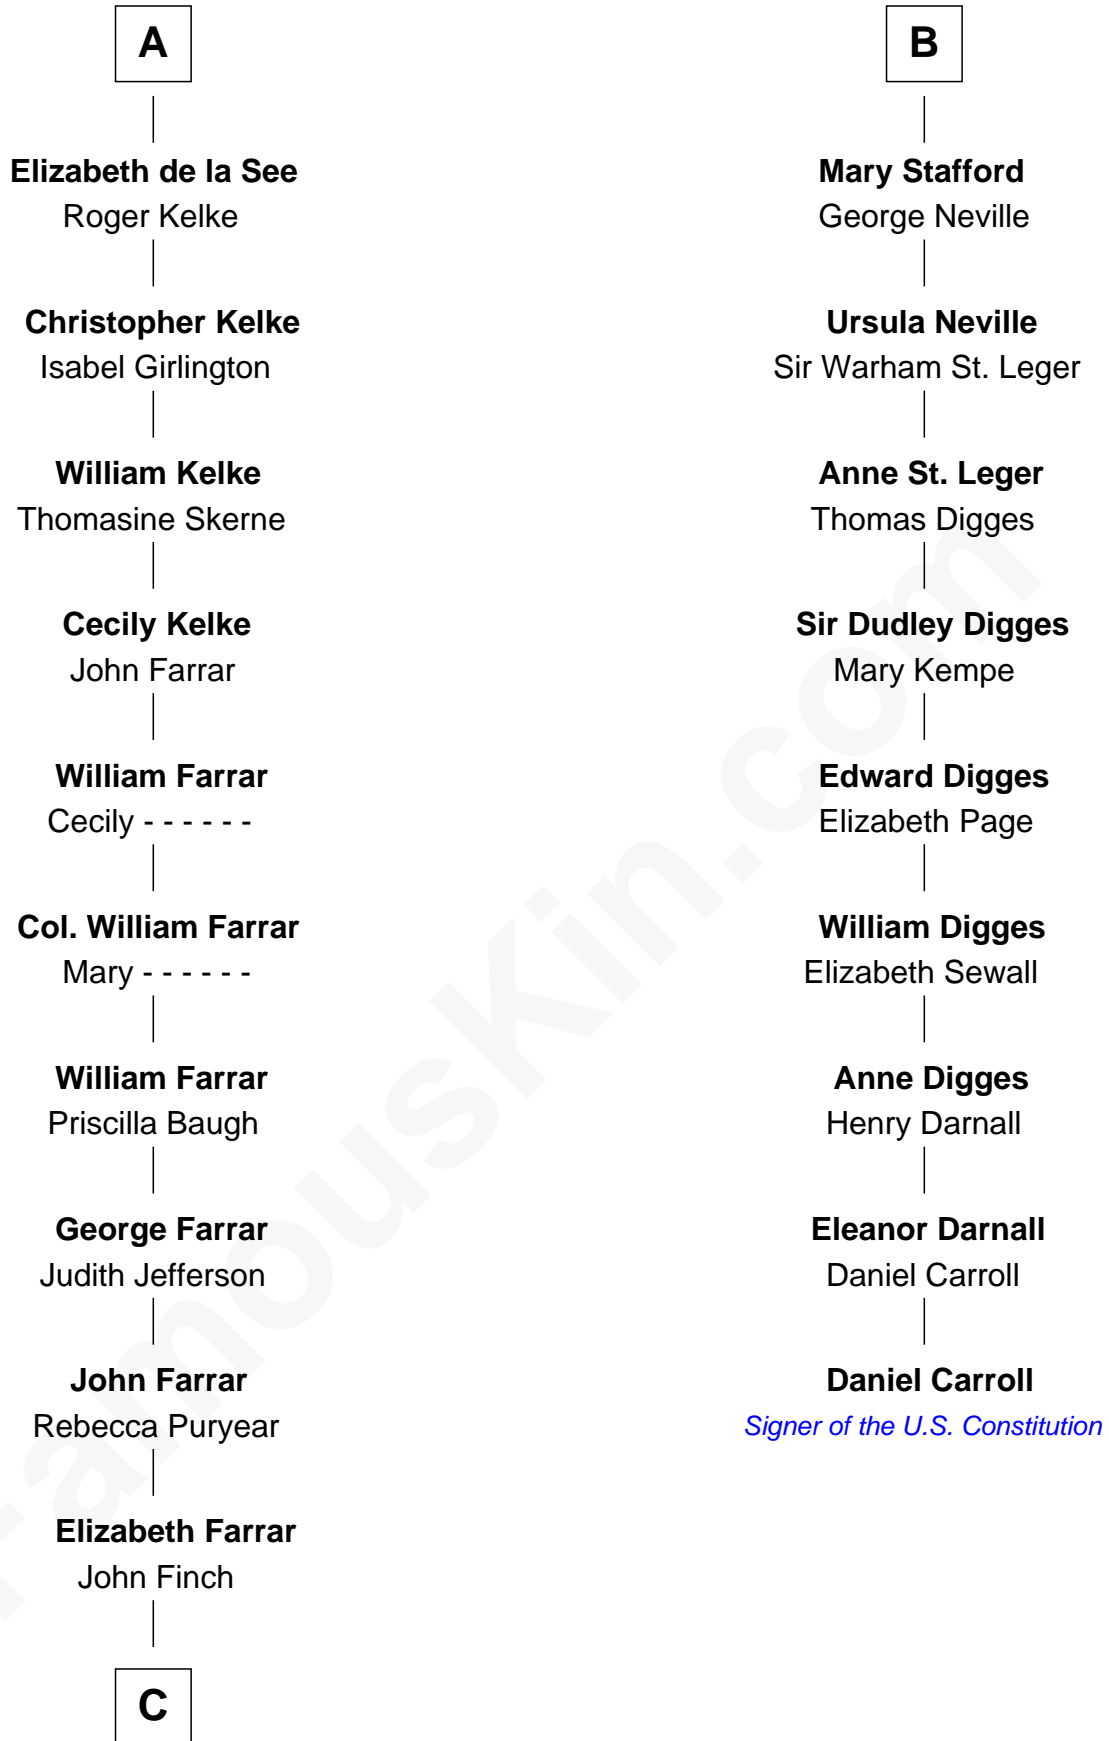 A
Elizabeth de la See
Roger Kelke
Christopher Kelke
Isabel Girlington
William Kelke
Thomasine Skerne
Cecily Kelke
John Farrar
William Farrar
Cecily - - - - - -
Col. William Farrar
Mary - - - - - -
William Farrar
Priscilla Baugh
George Farrar
Judith Jefferson
John Farrar
Rebecca Puryear
Elizabeth Farrar
John Finch
C
B
Mary Stafford
George Neville
Ursula Neville
Sir Warham St. Leger
Anne St. Leger
Thomas Digges
Sir Dudley Digges
Mary Kempe
Edward Digges
Elizabeth Page
William Digges
Elizabeth Sewall
Anne Digges
Henry Darnall
Eleanor Darnall
Daniel Carroll
Daniel Carroll
Signer of the U.S. Constitution
FamousKin.com